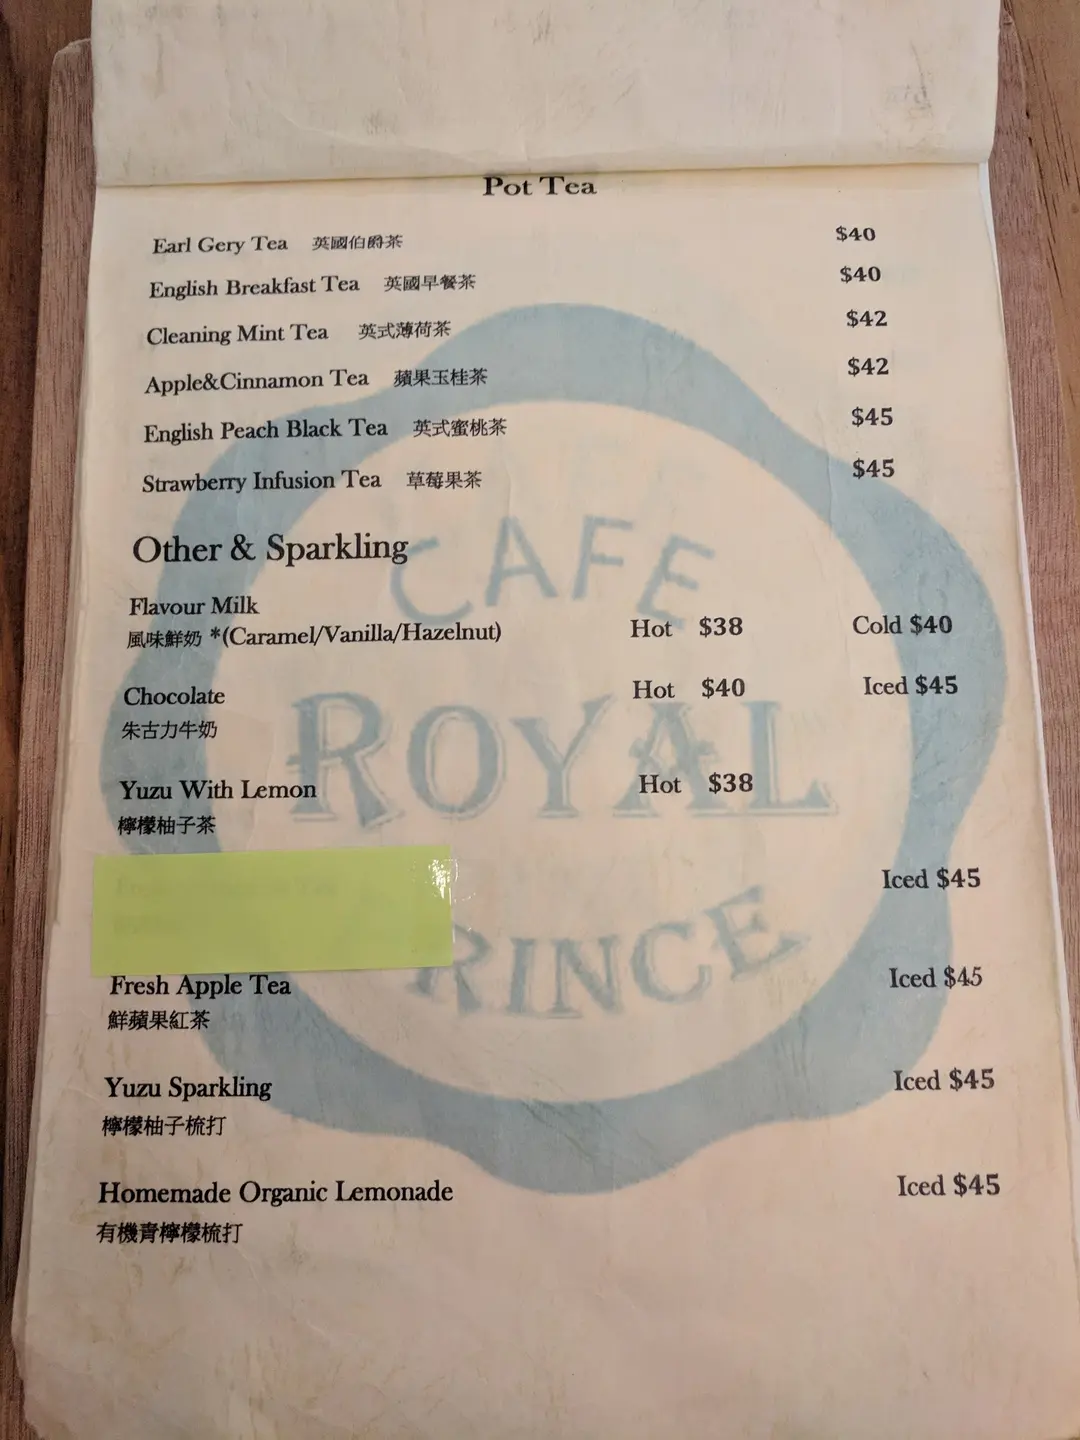 Pot Tea
Earl Gery Tea 英國伯爵茶 $40
English Breakfast Tea 英國早餐茶 $40
Cleaning Mint Tea 英式薄荷茶 $42
Apple&Cinnamon Tea 蘋果玉桂茶 $42
English Peach Black Tea 英式蜜桃茶 $45
Strawberry Infusion Tea 草莓果茶 $45
Other & Sparkling
Flavour Milk
風味鮮奶 *(Caramel/Vanilla/Hazelnut) Hot $38 Cold $40
Chocolate Hot $40 Iced $45
朱古力牛奶
Yuzu With Lemon Hot $38
檸檬柚子茶
Iced $45
Fresh Apple Tea Iced $45
鮮蘋果紅茶
Yuzu Sparkling Iced $45
檸檬柚子梳打
Homemade Organic Lemonade Iced $45
有機青檸檬梳打
CAFE
ROYAL
PRINCE